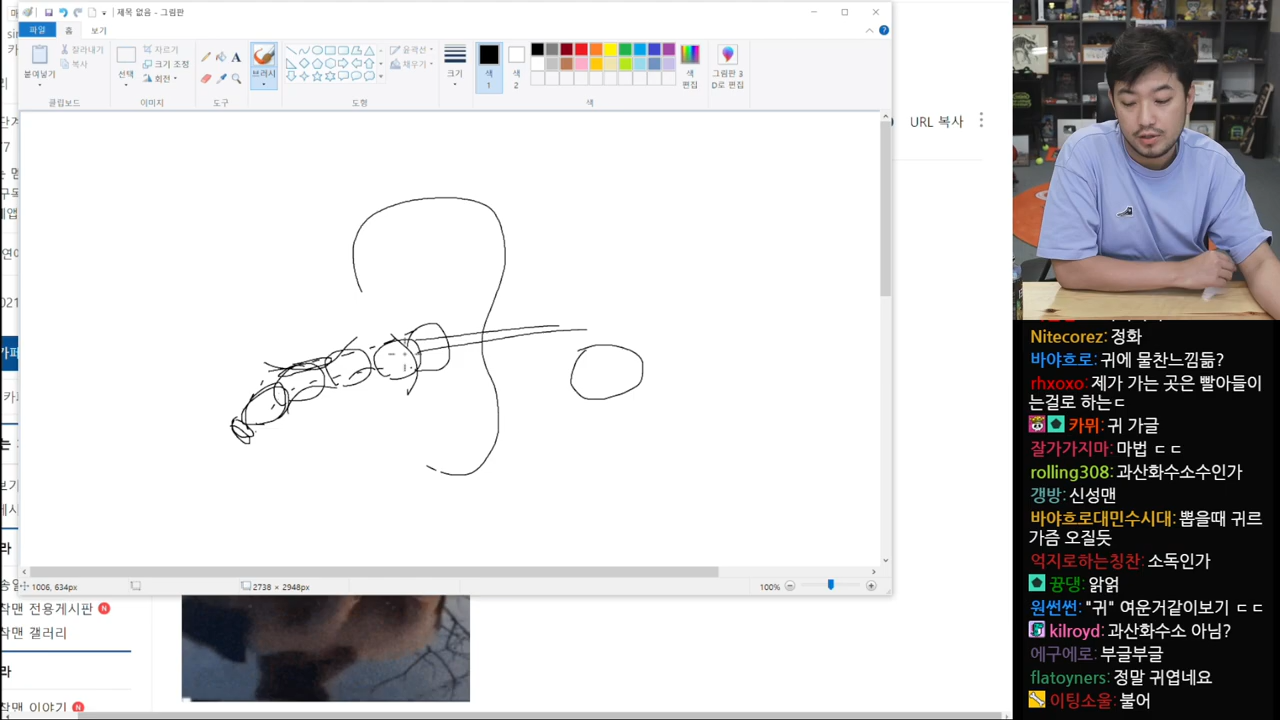 제목 없음 - 그림판
파일
홈
보기
붙여넣기
잘라내기
복사
클립보드
선택
자르기
크기 조정
회전
이미지
도구
브러시
윤곽선
채우기
도형
크기
색
1
색
2
색
편집
색
그림판 3
D로 편집
URL 복사
1006, 634px
2738 × 2948px
100%
작맨 전용게시판 N
작맨 갤러리
작맨 이야기 N
Nitecorez: 정화
바야흐로: 귀에 물찬느낌듦?
rhxoxo: 제가 가는 곳은 빨아들이
는걸로 하는ㄷ
카뮈: 귀 가글
잘가가지마: 마법 ㄷㄷ
rolling308: 과산화수소수인가
갱방: 신성맨
바야흐로대민수시대: 뽑을때 귀르
가즘 오질듯
억지로하는칭찬: 소독인가
꿍댕: 앍얽
원썬썬: "귀" 여운거같이보기 ㄷㄷ
kilroyd: 과산화수소 아님?
에구에로: 부글부글
flatoyners: 정말 귀엽네요
이팅소울: 불어